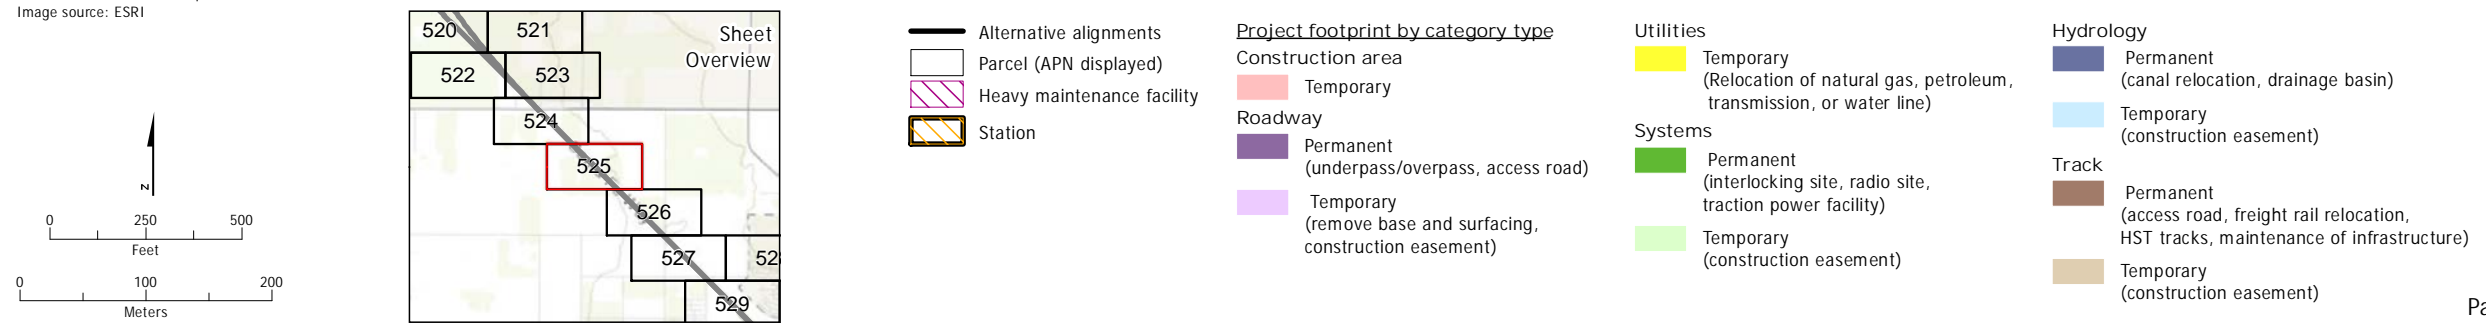 Image source: ESRI
N
0 250 500
Feet
0 100 200
Meters
Sheet
Overview
520
521
522
523
524
525
526
527
529
Alternative alignments
Parcel (APN displayed)
Heavy maintenance facility
Station
Project footprint by category type
Construction area
Temporary
Roadway
Permanent
(underpass/overpass, access road)
Temporary
(remove base and surfacing,
construction easement)
Utilities
Temporary
(Relocation of natural gas, petroleum,
transmission, or water line)
Systems
Permanent
(interlocking site, radio site,
traction power facility)
Temporary
(construction easement)
Hydrology
Permanent
(canal relocation, drainage basin)
Temporary
(construction easement)
Track
Permanent
(access road, freight rail relocation,
HST tracks, maintenance of infrastructure)
Temporary
(construction easement)